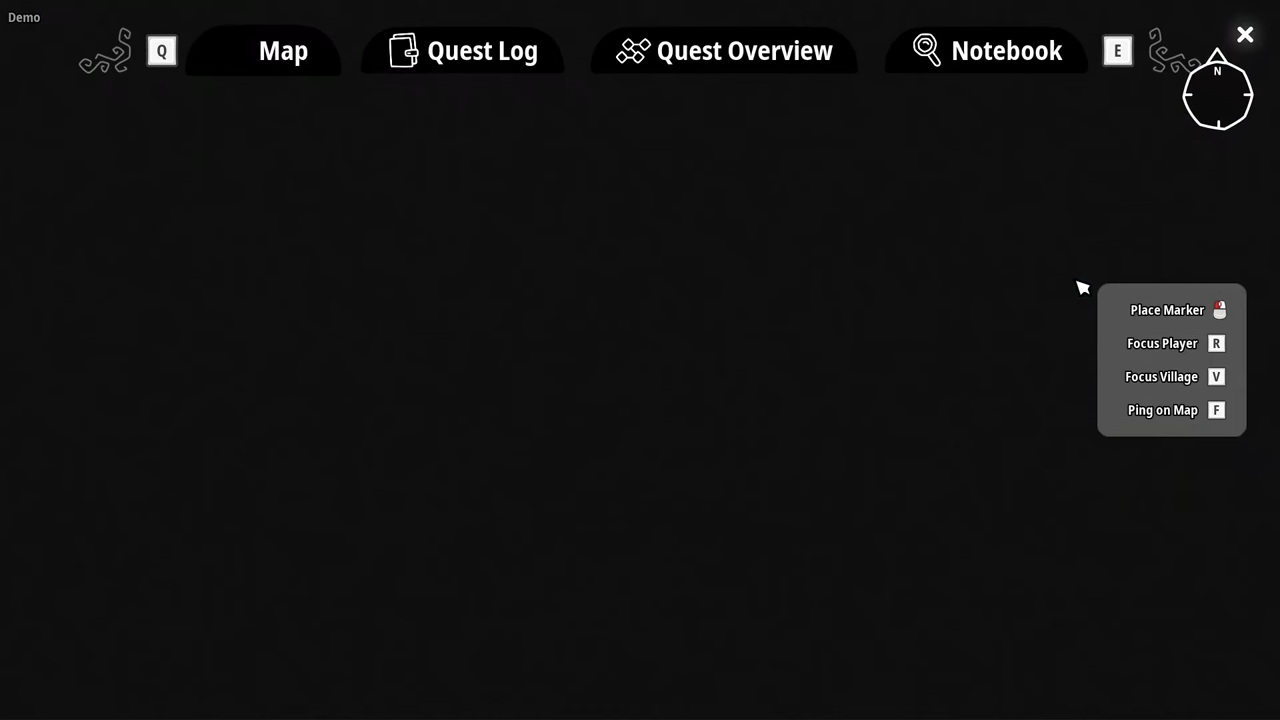 Demo
Q Map Quest Log Quest Overview Notebook E
N
Place Marker
Focus Player R
Focus Village V
Ping on Map F